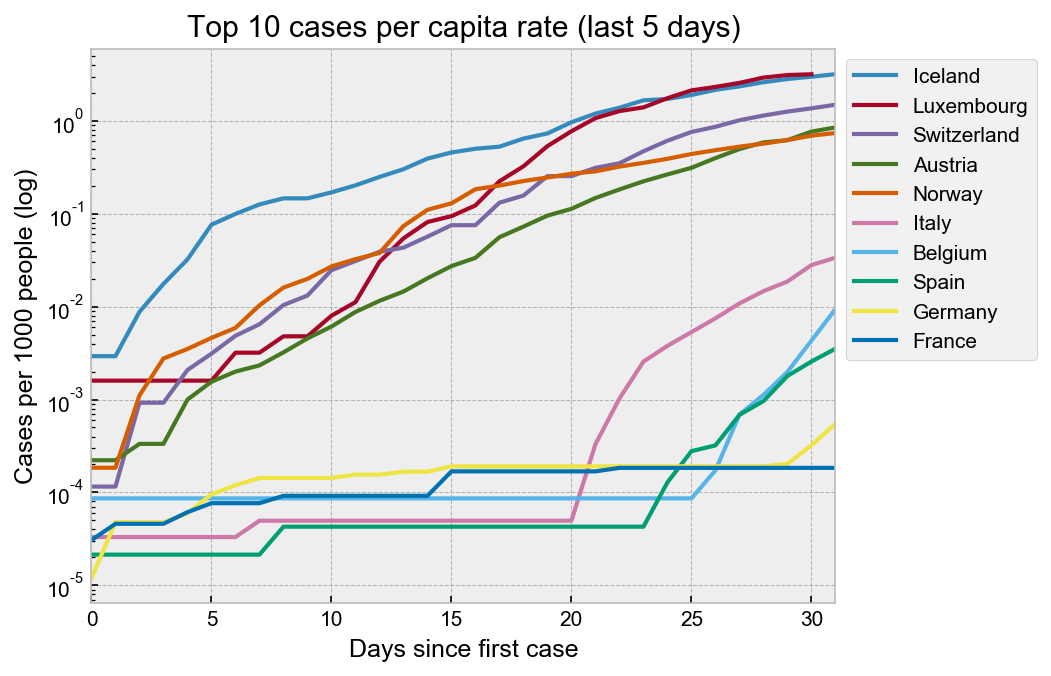 Top 10 cases per capita rate (last 5 days)
Cases per 1000 people (log)
10^0
10^-1
10^-2
10^-3
10^-4
10^-5
0 5 10 15 20 25 30
Days since first case
Iceland
Luxembourg
Switzerland
Austria
Norway
Italy
Belgium
Spain
Germany
France